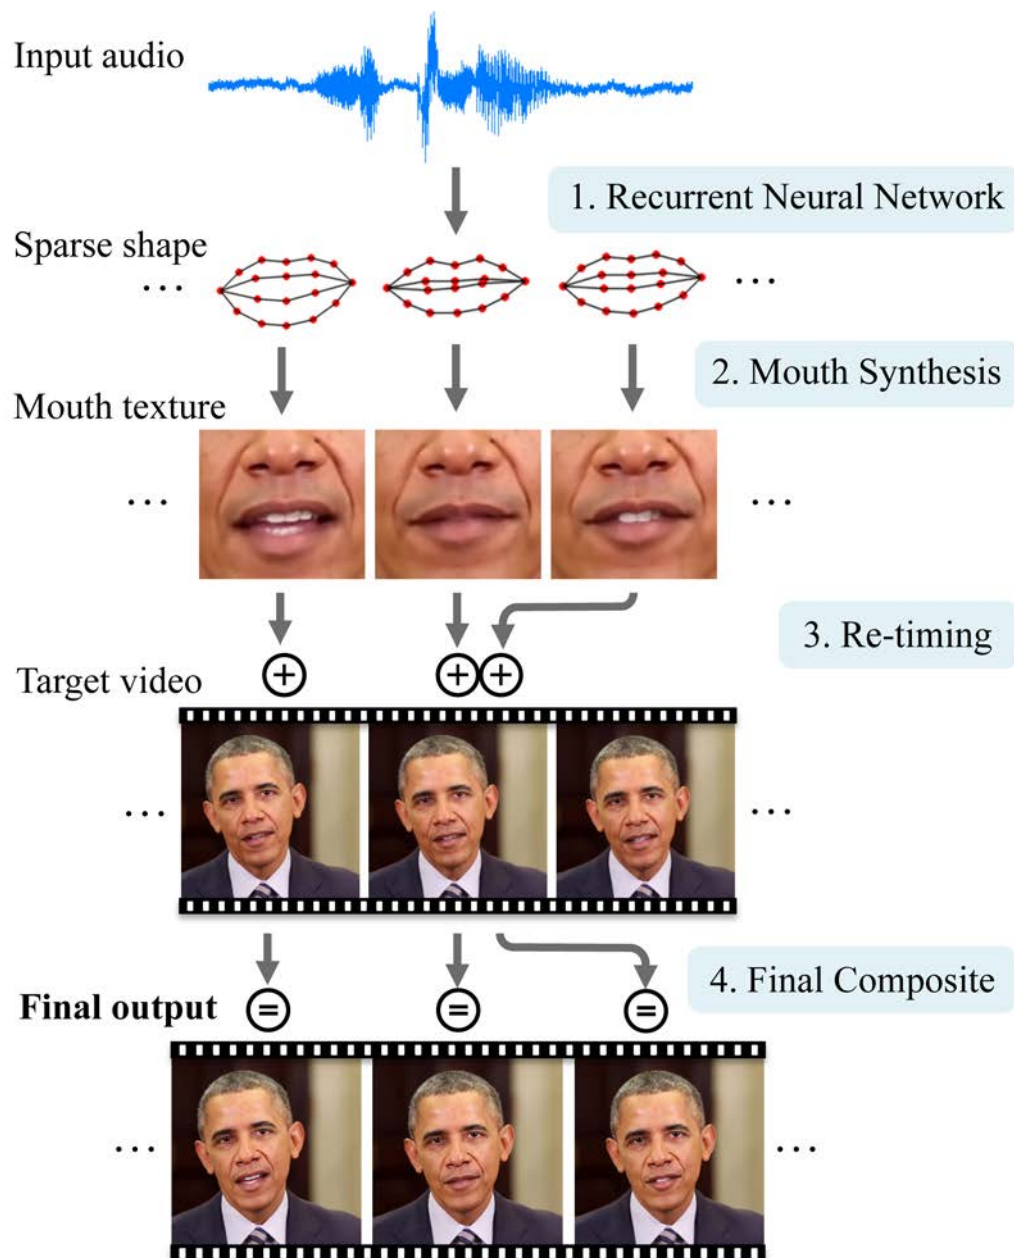 Input audio
1. Recurrent Neural Network
Sparse shape
... ...
2. Mouth Synthesis
Mouth texture
... ...
3. Re-timing
+ + +
Target video
... ...
4. Final Composite
Final output = = =
... ...